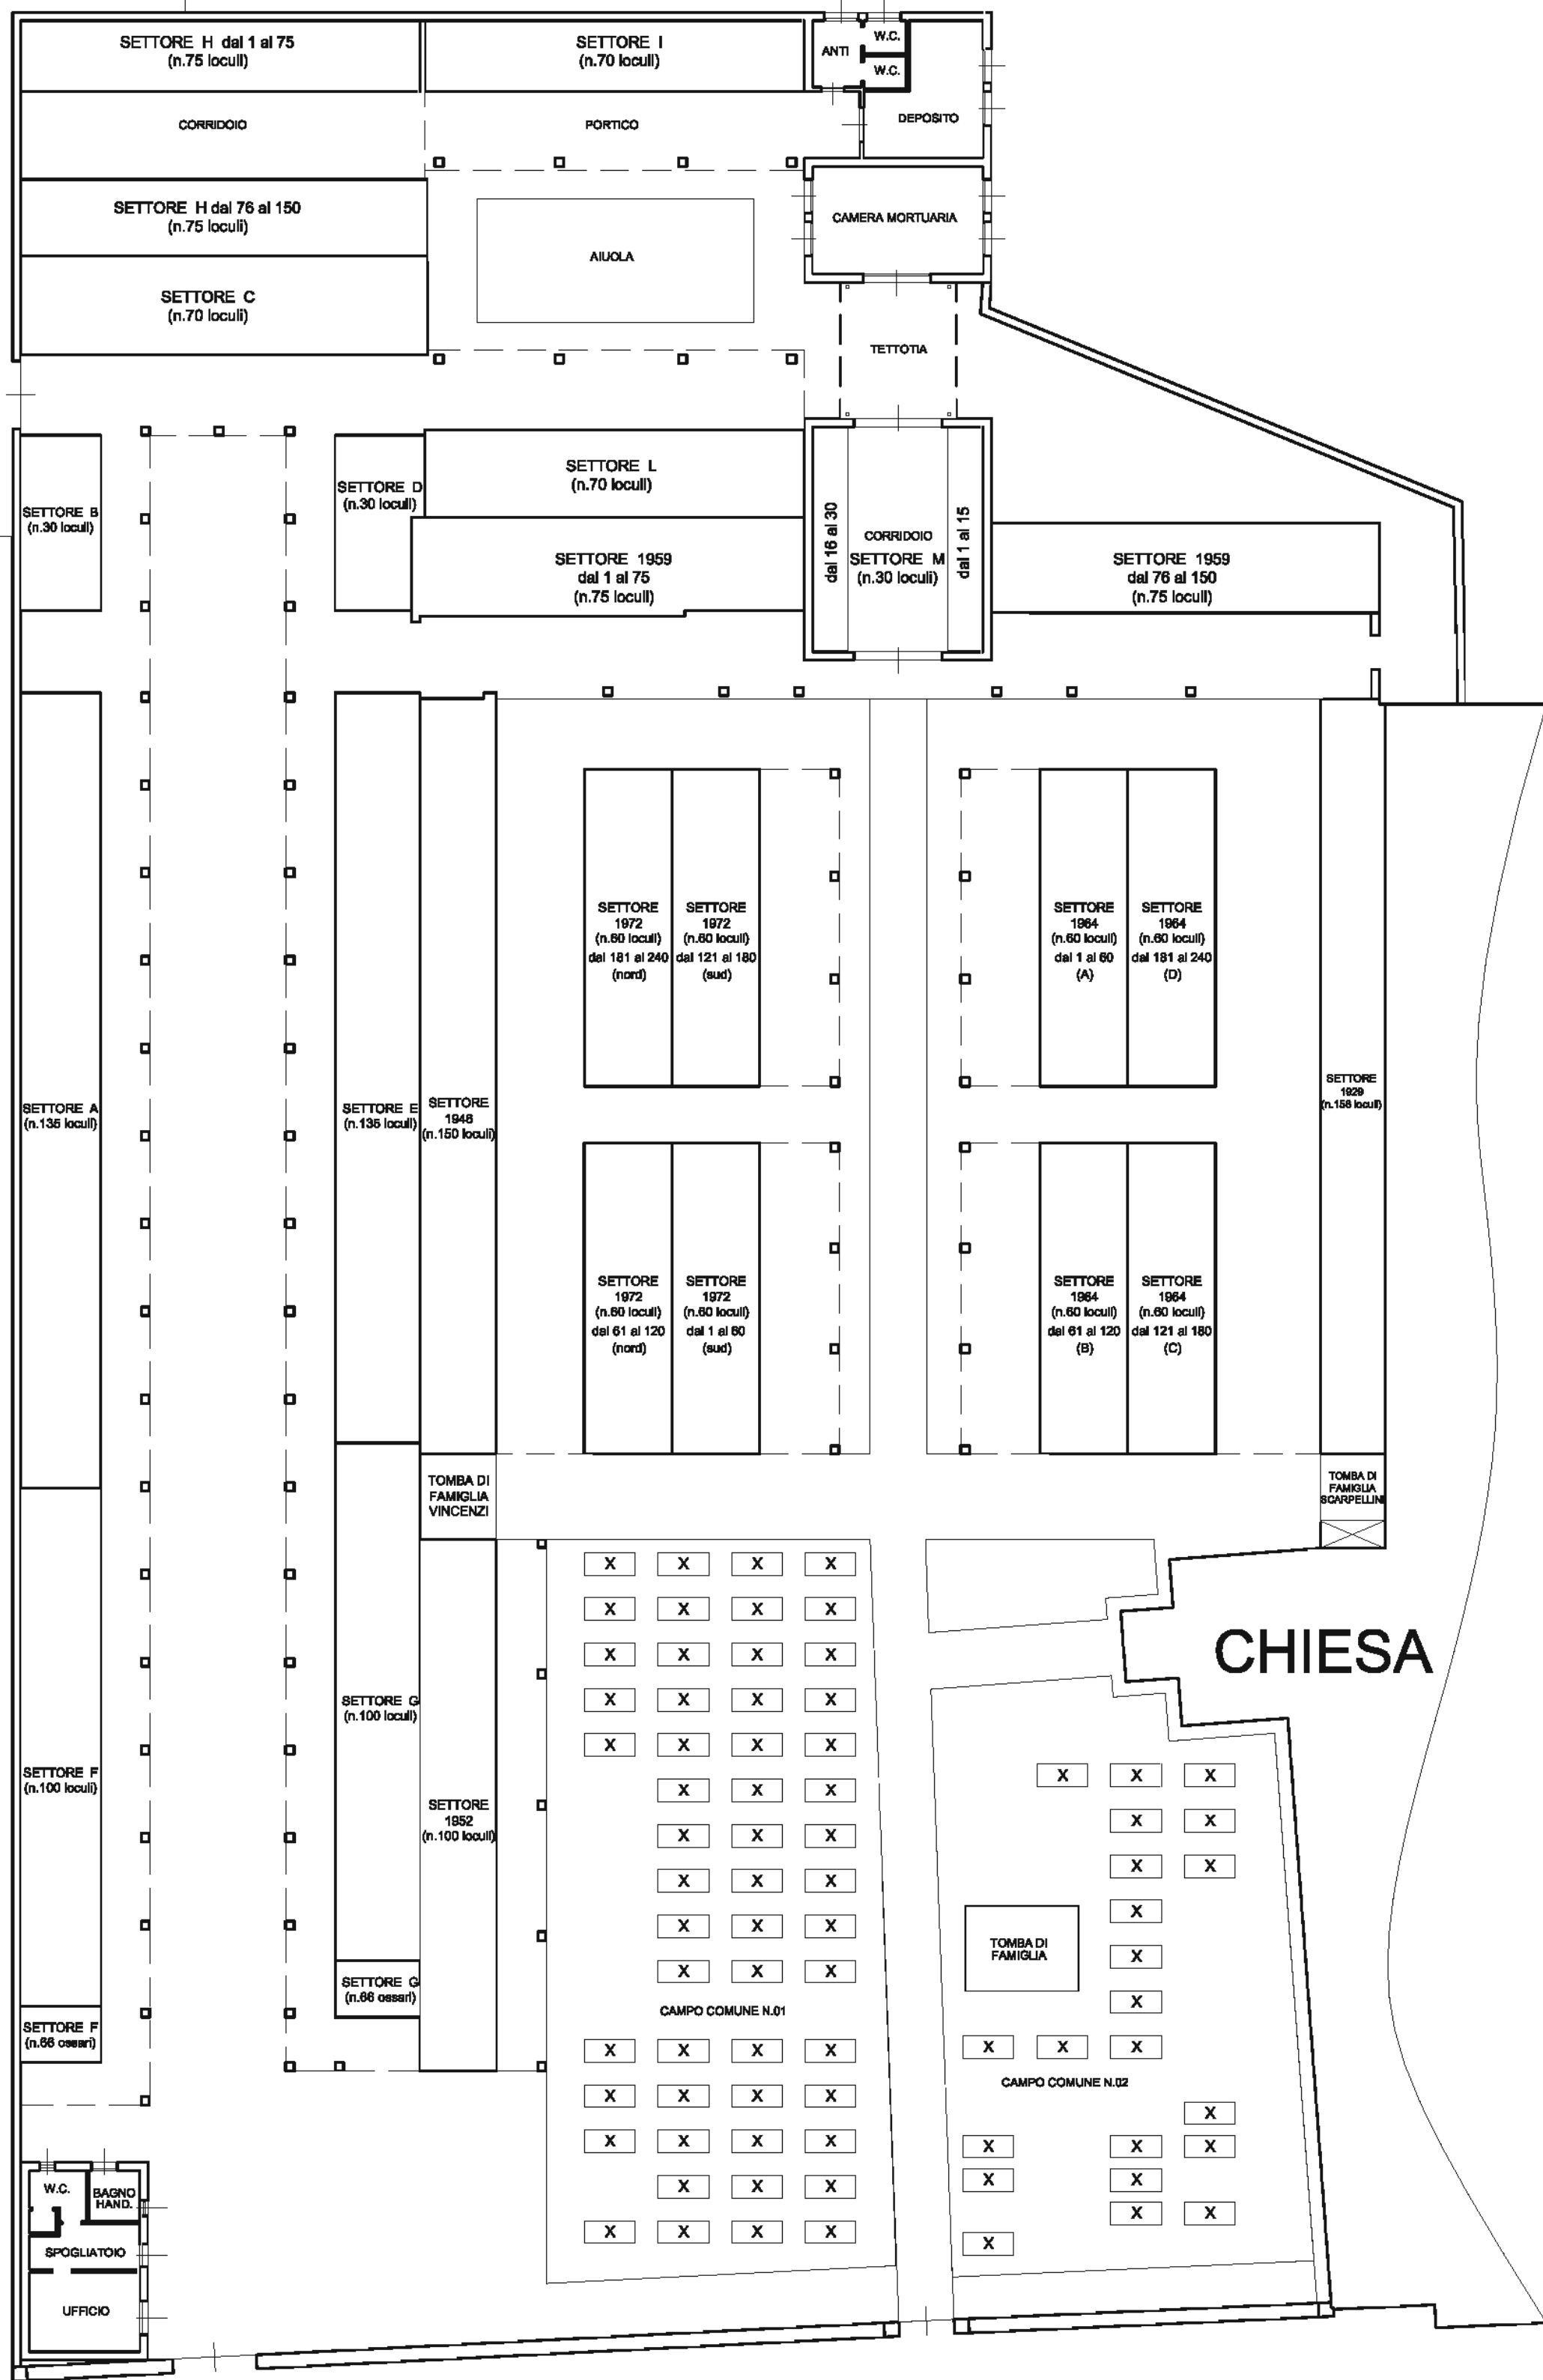 SETTORE H dal 1 al 75
(n.75 loculi)
SETTORE I
(n.70 loculi)
ANTI
W.C.
W.C.
CORRIDOIO
PORTICO
DEPOSITO
SETTORE H dal 76 al 150
(n.75 loculi)
CAMERA MORTUARIA
AIUOLA
SETTORE C
(n.70 loculi)
TETTOTIA
SETTORE B
(n.30 loculi)
SETTORE D
(n.30 loculi)
SETTORE L
(n.70 loculi)
SETTORE 1959
dal 1 al 75
(n.75 loculi)
dal 16 al 30
CORRIDOIO
SETTORE M
(n.30 loculi)
dal 1 al 15
SETTORE 1959
dal 76 al 150
(n.75 loculi)
SETTORE
1972
(n.60 loculi)
dal 181 al 240
(nord)
SETTORE
1972
(n.60 loculi)
dal 121 al 180
(sud)
SETTORE
1964
(n.60 loculi)
dal 1 al 60
(A)
SETTORE
1964
(n.60 loculi)
dal 181 al 240
(D)
SETTORE A
(n.135 loculi)
SETTORE E
(n.135 loculi)
SETTORE
1946
(n.150 loculi)
SETTORE
1929
(n.156 loculi)
SETTORE
1972
(n.60 loculi)
dal 61 al 120
(nord)
SETTORE
1972
(n.60 loculi)
dal 1 al 60
(sud)
SETTORE
1964
(n.60 loculi)
dal 61 al 120
(B)
SETTORE
1964
(n.60 loculi)
dal 121 al 180
(C)
TOMBA DI
FAMIGLIA
VINCENZI
TOMBA DI
FAMIGLIA
SCARPELLINI
X X X X
X X X X
X X X X
X X X X
X X X X
X X X
X X X
X X X
X X X
X X X
CHIESA
SETTORE G
(n.100 loculi)
SETTORE F
(n.100 loculi)
SETTORE
1952
(n.100 loculi)
X X X
X X
X X
X
X
X
X X X
TOMBA DI
FAMIGLIA
SETTORE G
(n.66 ossari)
CAMPO COMUNE N.01
SETTORE F
(n.66 ossari)
CAMPO COMUNE N.02
X X X X
X X X X
X X X X
X X X
X X X X
X
X X X
X X
X X
X
W.C.
BAGNO
HAND.
SPOGLIATOIO
UFFICIO